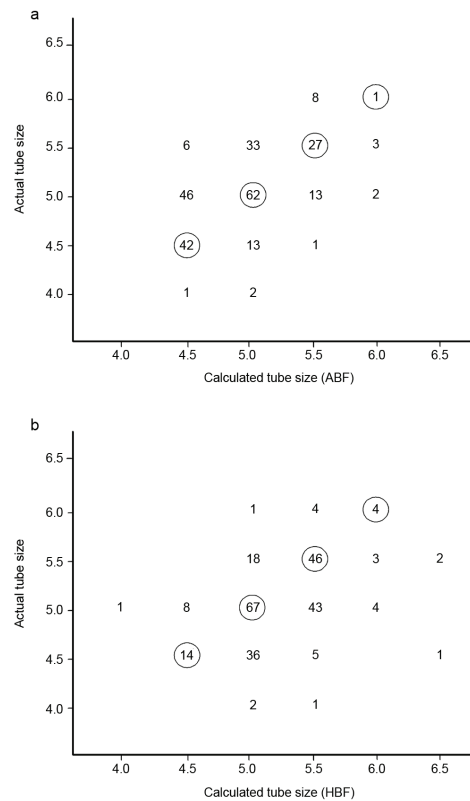 a
6.5
6.0 8 1
Actual tube size
5.5 6 33 27 3
5.0 46 62 13 2
4.5 42 13 1
4.0 1 2
4.0 4.5 5.0 5.5 6.0 6.5
Calculated tube size (ABF)
b
6.5
6.0 1 4 4
Actual tube size
5.5 18 46 3 2
5.0 1 8 67 43 4
4.5 14 36 5 1
4.0 2 1
4.0 4.5 5.0 5.5 6.0 6.5
Calculated tube size (HBF)